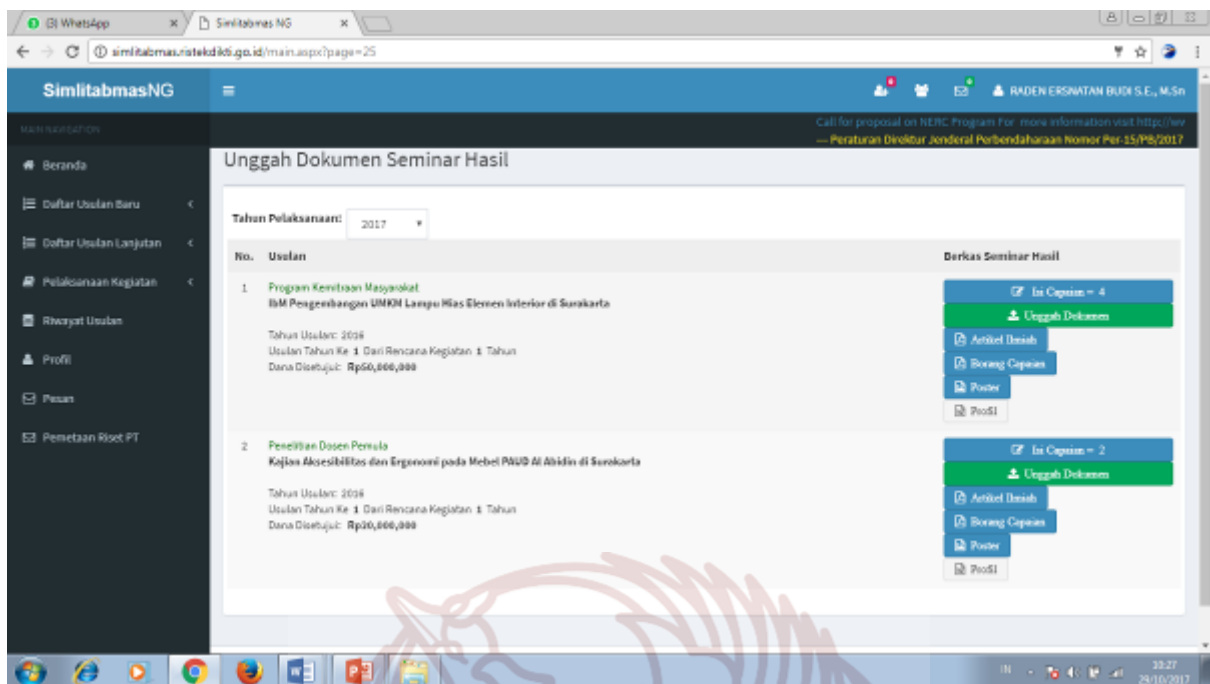 (3) WhatsApp
Simlitabmas NG
simlitabmas.ristekdikti.go.id/main.aspx?page=25
SimlitabmasNG
RADEN ERSNATAN BUDI S.E., M.Sn
MAIN NAVIGATION
Call for proposal on NERC Program For more information visit http://wv
— Peraturan Direktur Jenderal Perbendaharaan Nomor Per-15/PB/2017
Beranda
Daftar Usulan Baru
Daftar Usulan Lanjutan
Pelaksanaan Kegiatan
Riwayat Usulan
Profil
Pesan
Pemetaan Riset PT
Unggah Dokumen Seminar Hasil
Tahun Pelaksanaan: 2017
No. Usulan Berkas Seminar Hasil
1 Program Kemitraan Masyarakat
IbM Pengembangan UMKM Lampu Hias Elemen Interior di Surakarta
Tahun Usulan: 2016
Usulan Tahun Ke 1 Dari Rencana Kegiatan 1 Tahun
Dana Disetujui: Rp50,000,000
Isi Capaian = 4
Unggah Dokumen
Artikel Ilmiah
Borang Capaian
Poster
Profil
2 Penelitian Dosen Pemula
Kajian Aksesibilitas dan Ergonomi pada Mebel PAUD Al Abidin di Surakarta
Tahun Usulan: 2016
Usulan Tahun Ke 1 Dari Rencana Kegiatan 1 Tahun
Dana Disetujui:
Isi Capaian = 2
Unggah Dokumen
Artikel Ilmiah
Borang Capaian
Poster
Profil
IN
10:27
29/10/2017